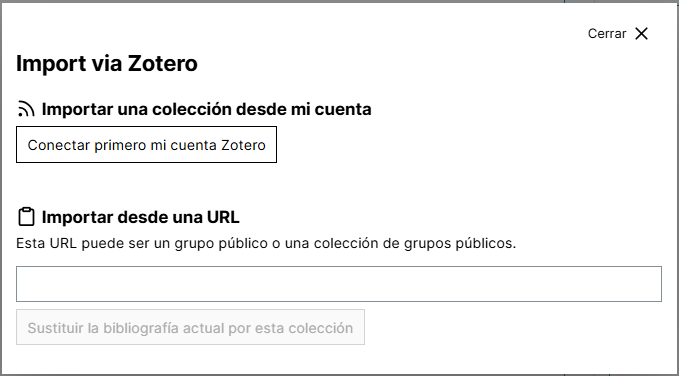 Cerrar
Import via Zotero
Importar una colección desde mi cuenta
Conectar primero mi cuenta Zotero
Importar desde una URL
Esta URL puede ser un grupo público o una colección de grupos públicos.
Sustituir la bibliografía actual por esta colección